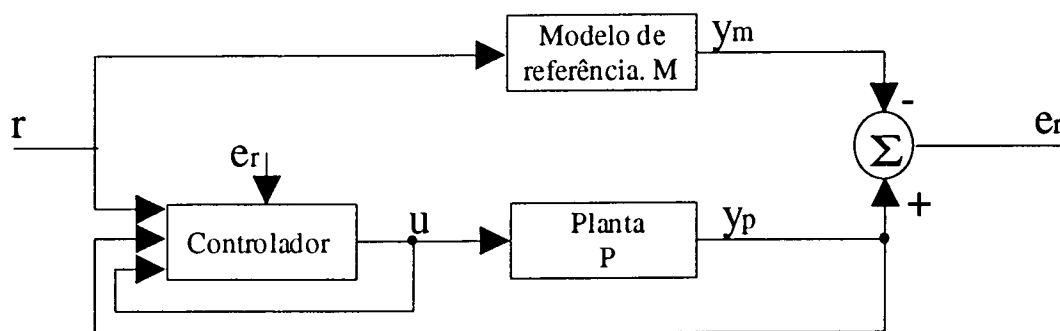 Modelo de
referência. M
ym
-
r
er
Σ
er
Controlador
u
Planta
P
yp
+